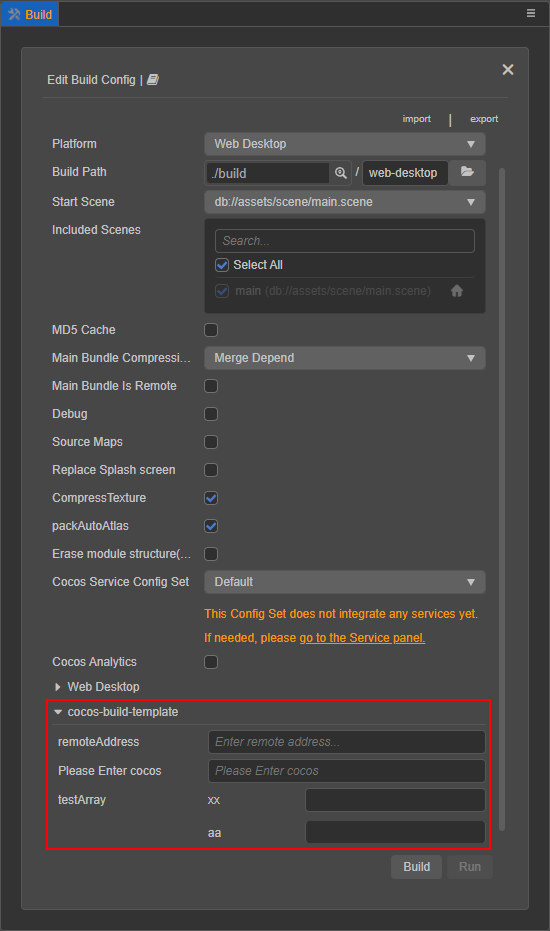 Build
Edit Build Config |
import | export
Platform Web Desktop
Build Path ./build / web-desktop
Start Scene db://assets/scene/main.scene
Included Scenes
Search...
Select All
main (db://assets/scene/main.scene)
MD5 Cache
Main Bundle Compressi... Merge Depend
Main Bundle Is Remote
Debug
Source Maps
Replace Splash screen
CompressTexture
packAutoAtlas
Erase module structure(...
Cocos Service Config Set Default
This Config Set does not integrate any services yet.
If needed, please go to the Service panel.
Cocos Analytics
Web Desktop
cocos-build-template
remoteAddress Enter remote address...
Please Enter cocos Please Enter cocos
testArray xx
aa
Build Run